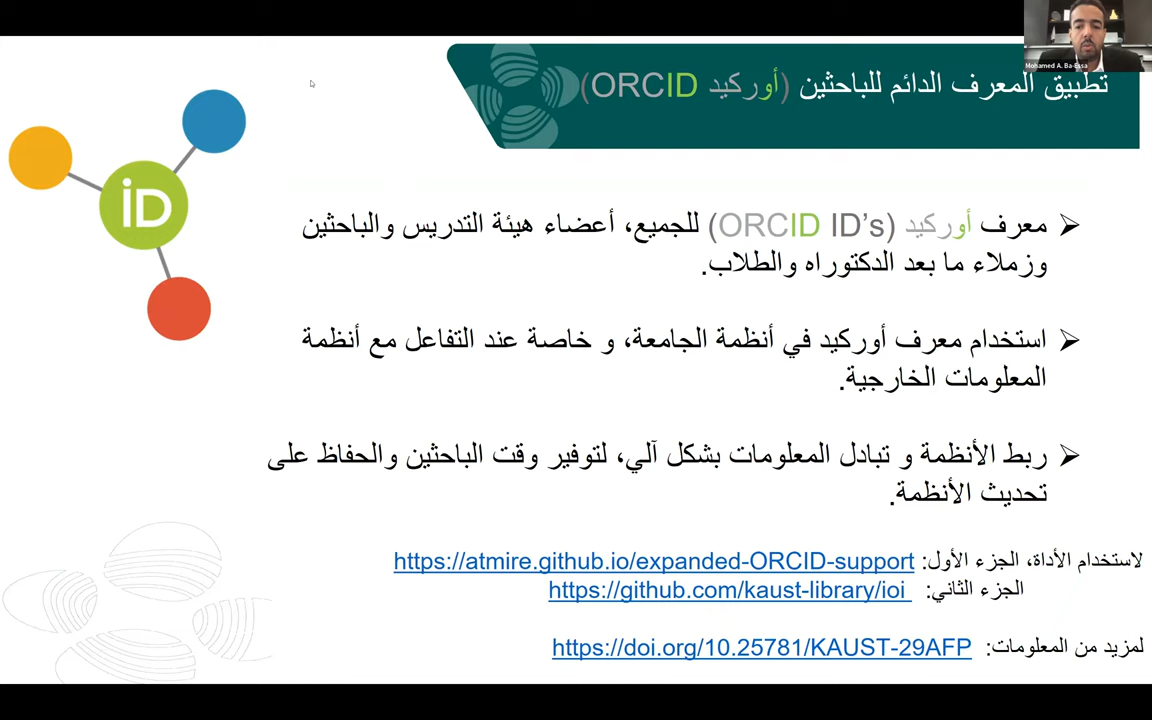 Mohamed A. Ba-Essa
تطبيق المعرف الدائم للباحثين (أوركيد ORCID)
iD
معرف أوركيد (ORCID ID’s) للجميع، أعضاء هيئة التدريس والباحثين
وزملاء ما بعد الدكتوراه والطلاب.
استخدام معرف أوركيد في أنظمة الجامعة، و خاصة عند التفاعل مع أنظمة
المعلومات الخارجية.
ربط الأنظمة و تبادل المعلومات بشكل آلي، لتوفير وقت الباحثين والحفاظ على
تحديث الأنظمة.
لاستخدام الأداة، الجزء الأول: https://atmire.github.io/expanded-ORCID-support
الجزء الثاني: https://github.com/kaust-library/ioi
لمزيد من المعلومات: https://doi.org/10.25781/KAUST-29AFP